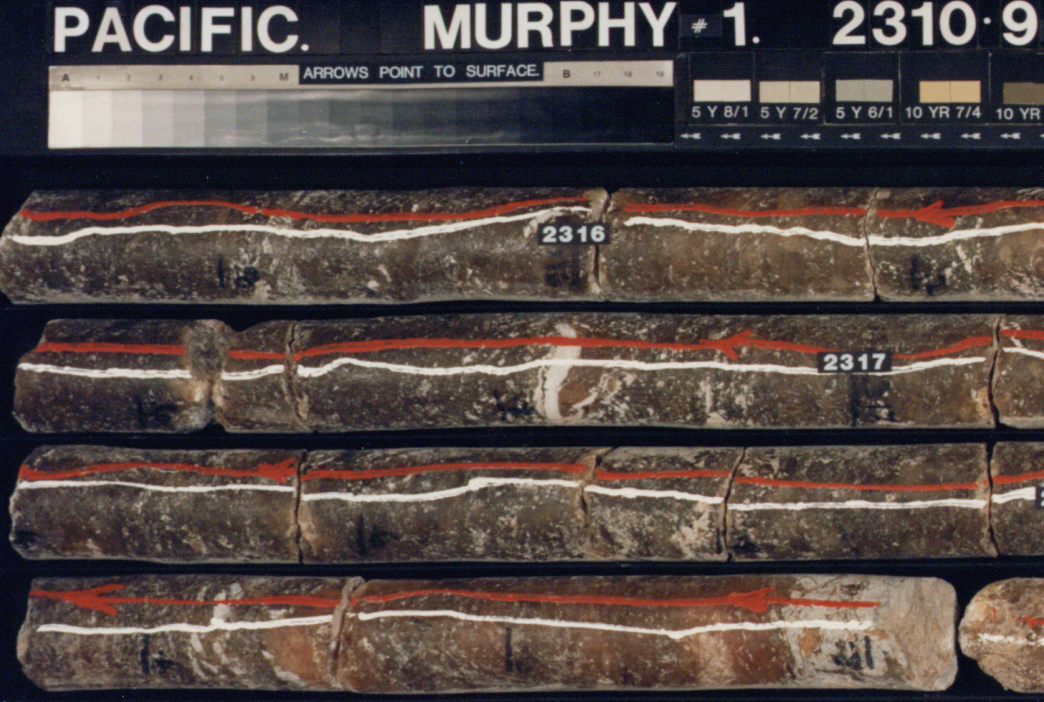 PACIFIC. MURPHY # 1. 2310·9
A 1 2 3 4 5 6 M ARROWS POINT TO SURFACE. B 17 18 19
5 Y 8/1 5 Y 7/2 5 Y 6/1 10 YR 7/4 10 YR
2316
2317